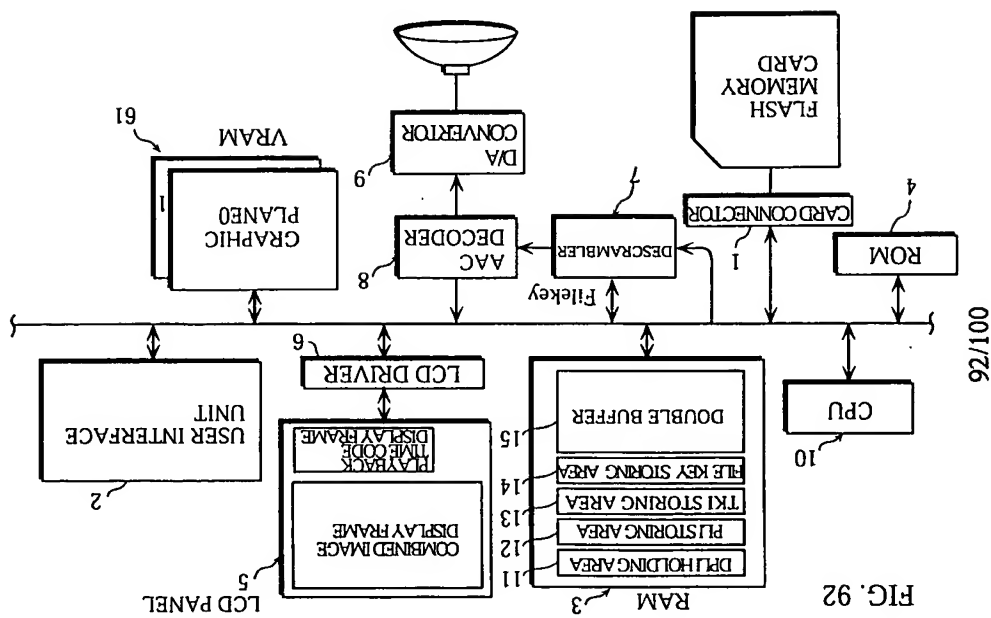 FIG. 92
RAM
3
DPLI HOLDING AREA
11
PLI STORING AREA
12
TKI STORING AREA
13
FILE KEY STORING AREA
14
DOUBLE BUFFER
15
LCD PANEL
5
COMBINED IMAGE
DISPLAY FRAME
PLAYBACK
TIME CODE
DISPLAY FRAME
LCD DRIVER
6
2
USER INTERFACE
UNIT
10
CPU
92/100
ROM
4
1
CARD CONNECTOR
FLASH
MEMORY
CARD
Filekey
DESCRAMBLER
7
AAC
DECODER
8
D/A
CONVERTOR
9
GRAPHIC
PLANE0
1
VRAM
61